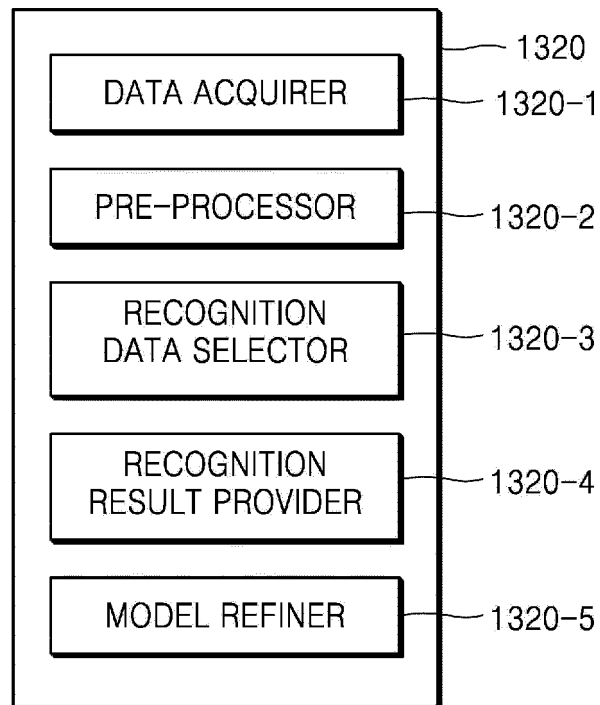 1320
DATA ACQUIRER
1320-1
PRE-PROCESSOR
1320-2
RECOGNITION
DATA SELECTOR
1320-3
RECOGNITION
RESULT PROVIDER
1320-4
MODEL REFINER
1320-5